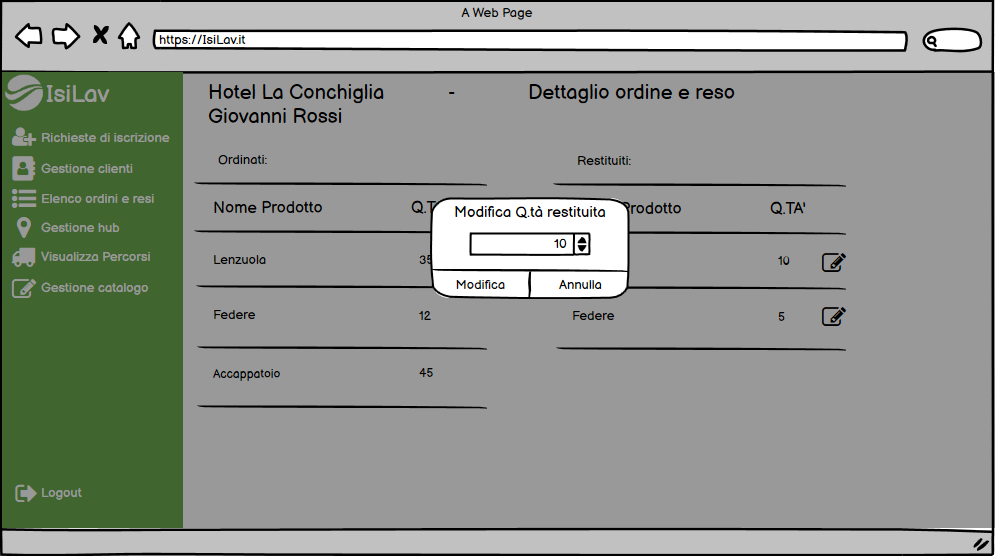 A Web Page
https://IsiLav.it
IsiLav
Richieste di iscrizione
Gestione clienti
Elenco ordini e resi
Gestione hub
Visualizza Percorsi
Gestione catalogo
Logout
Hotel La Conchiglia - Dettaglio ordine e reso
Giovanni Rossi
Ordinati:
Nome Prodotto
Lenzuola 35
Federe 12
Accappatoio 45
Restituiti:
Prodotto Q.TA'
10
Federe 5
Modifica Q.tà restituita
10
Modifica Annulla